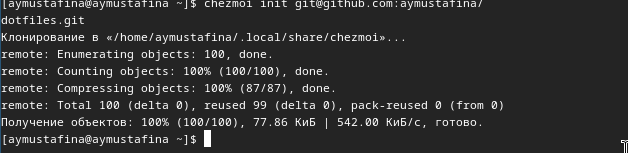 [aymustafina@aymustafina ~]$ chezmoi init git@github.com:aymustafina/
dotfiles.git
Клонирование в «/home/aymustafina/.local/share/chezmoi»...
remote: Enumerating objects: 100, done.
remote: Counting objects: 100% (100/100), done.
remote: Compressing objects: 100% (87/87), done.
remote: Total 100 (delta 0), reused 99 (delta 0), pack-reused 0 (from 0)
Получение объектов: 100% (100/100), 77.86 КиБ | 542.00 КиБ/с, готово.
[aymustafina@aymustafina ~]$